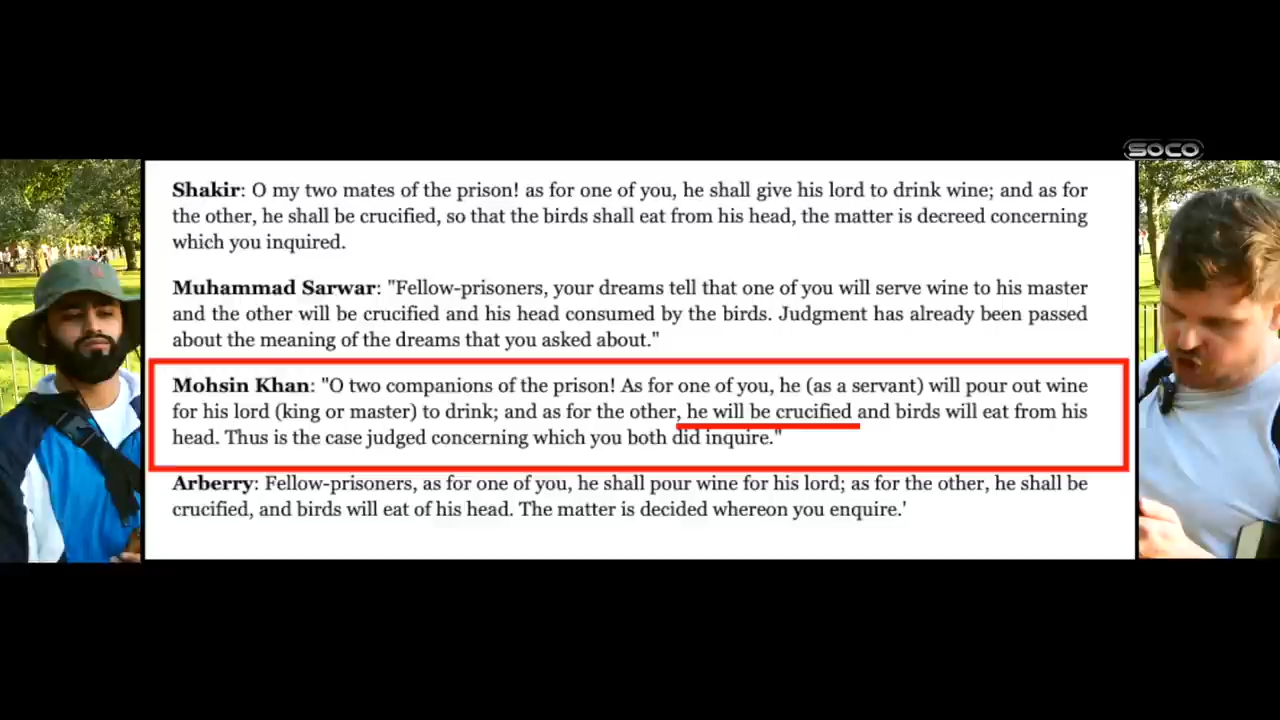 SOCO
Shakir: O my two mates of the prison! as for one of you, he shall give his lord to drink wine; and as for
the other, he shall be crucified, so that the birds shall eat from his head, the matter is decreed concerning
which you inquired.
Muhammad Sarwar: "Fellow-prisoners, your dreams tell that one of you will serve wine to his master
and the other will be crucified and his head consumed by the birds. Judgment has already been passed
about the meaning of the dreams that you asked about."
Mohsin Khan: "O two companions of the prison! As for one of you, he (as a servant) will pour out wine
for his lord (king or master) to drink; and as for the other, he will be crucified and birds will eat from his
head. Thus is the case judged concerning which you both did inquire."
Arberry: Fellow-prisoners, as for one of you, he shall pour wine for his lord; as for the other, he shall be
crucified, and birds will eat of his head. The matter is decided whereon you enquire.'